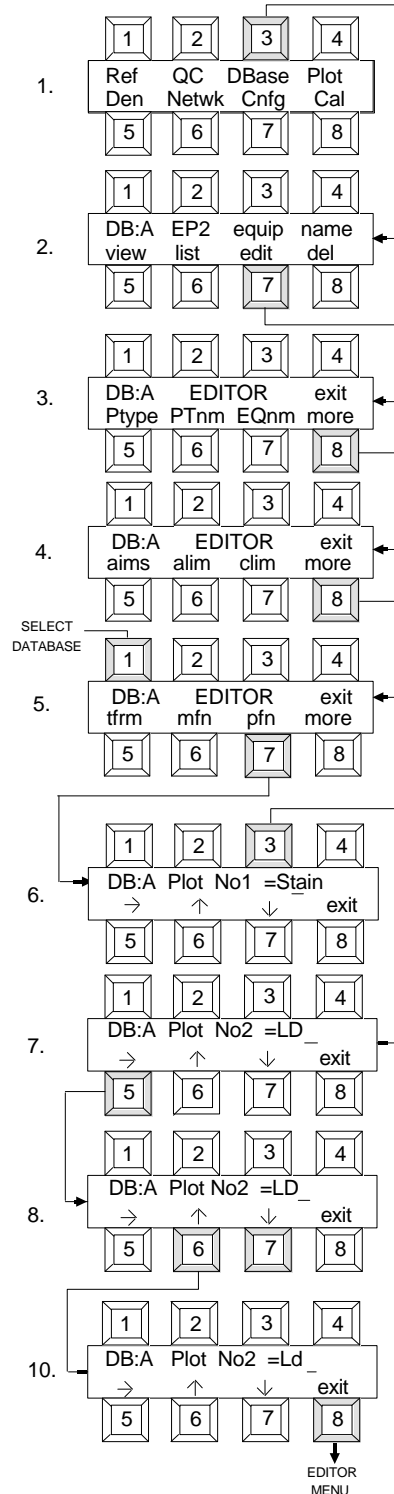 1 2 3 4
1.
Ref QC DBase Plot
Den Netwk Cnfg Cal
5 6 7 8
1 2 3 4
2.
DB:A EP2 equip name
view list edit del
5 6 7 8
1 2 3 4
3.
DB:A EDITOR exit
Ptype PTnm EQnm more
5 6 7 8
1 2 3 4
4.
DB:A EDITOR exit
aims alim clim more
5 6 7 8
SELECT
DATABASE
1 2 3 4
5.
DB:A EDITOR exit
tfrm mfn pfn more
5 6 7 8
1 2 3 4
6.
DB:A Plot No1 =Stain
→ ↑ ↓ exit
5 6 7 8
1 2 3 4
7.
DB:A Plot No2 =LD_
→ ↑ ↓ exit
5 6 7 8
1 2 3 4
8.
DB:A Plot No2 =LD_
→ ↑ ↓ exit
5 6 7 8
1 2 3 4
10.
DB:A Plot No2 =Ld_
→ ↑ ↓ exit
5 6 7 8
EDITOR
MENU